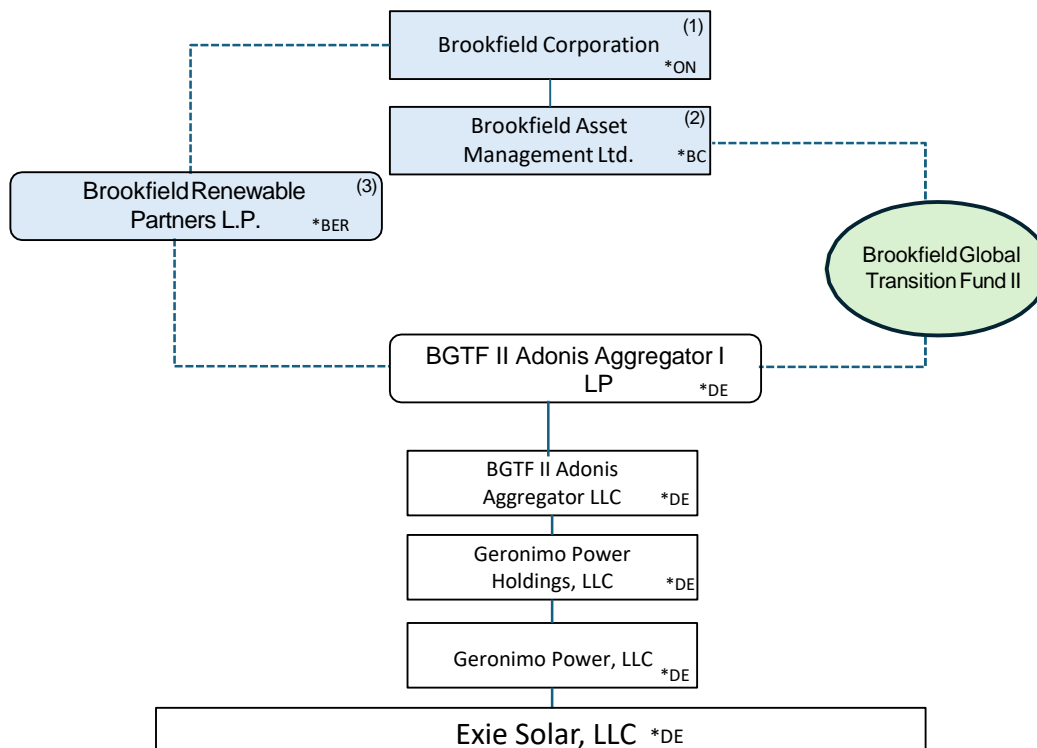 (1)
Brookfield Corporation
*ON
(2)
Brookfield Asset
Management Ltd. *BC
(3)
Brookfield Renewable
Partners L.P. *BER
Brookfield Global
Transition Fund II
BGTF II Adonis Aggregator I
LP *DE
BGTF II Adonis
Aggregator LLC *DE
Geronimo Power
Holdings, LLC *DE
Geronimo Power, LLC
*DE
Exie Solar, LLC *DE